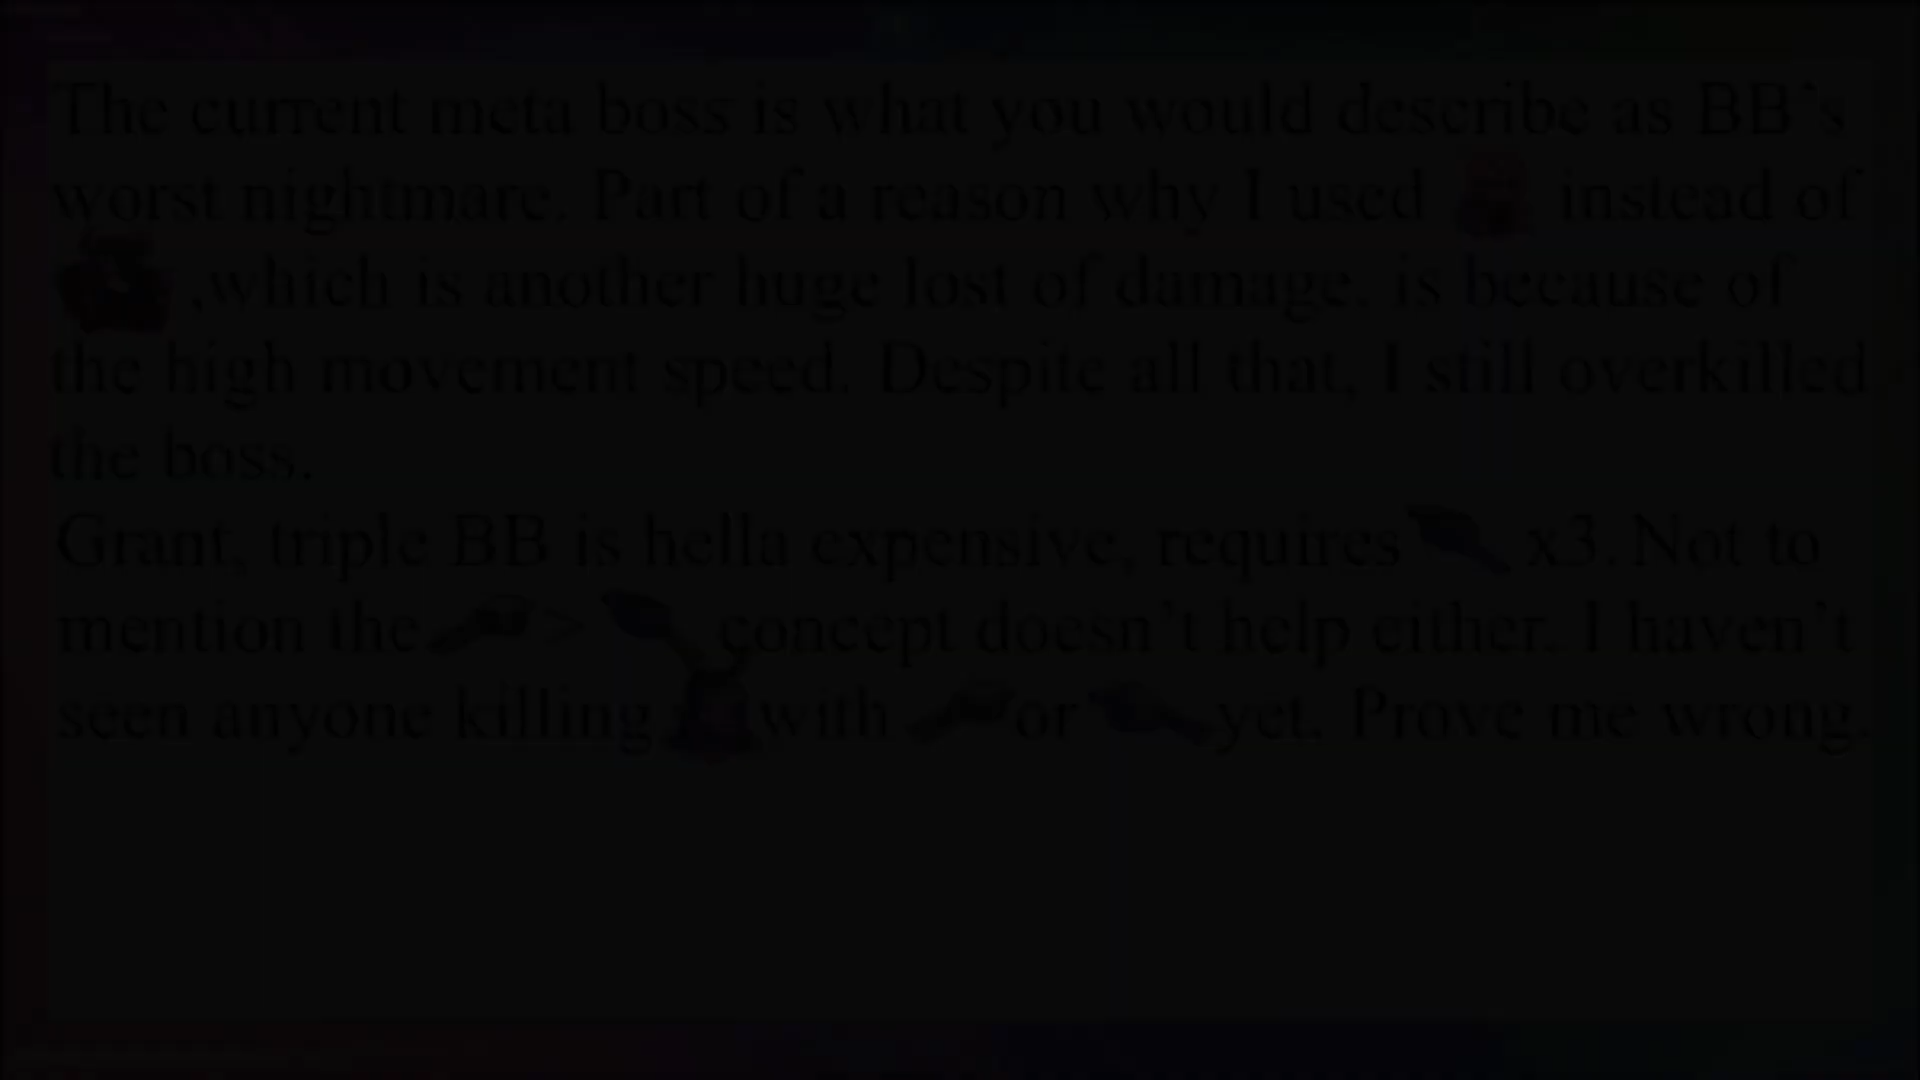 The current meta boss is what you would describe as BB's
worst nightmare. Part of a reason why I used instead of
,which is another huge lost of damage, is because of
the high movement speed. Despite all that, I still overkilled
the boss.
Grant, triple BB is hella expensive, requires x3. Not to
mention the > concept doesn't help either. I haven't
seen anyone killing with or yet. Prove me wrong.